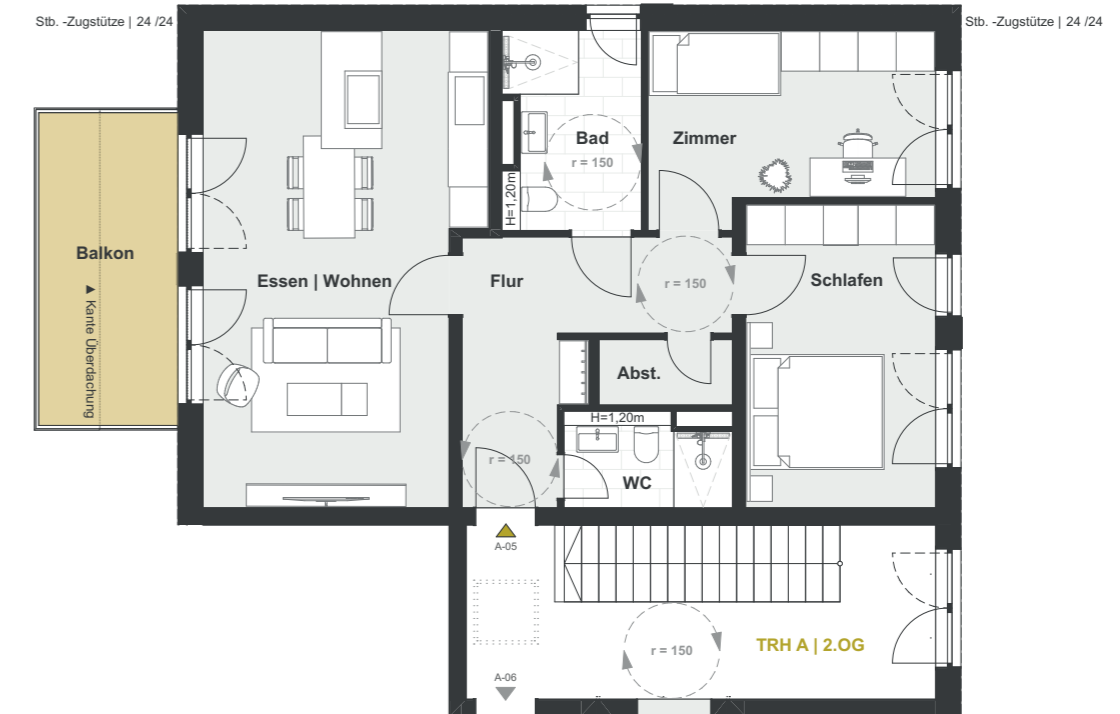 Stb. -Zugstütze | 24 /24
Stb. -Zugstütze | 24 /24
Bad
r = 150
Zimmer
H=1,20m
Balkon
▲ Kante Überdachung
Essen | Wohnen
Flur
r = 150
Schlafen
Abst.
H=1,20m
r = 150
WC
A-05
TRH A | 2.OG
r = 150
A-06